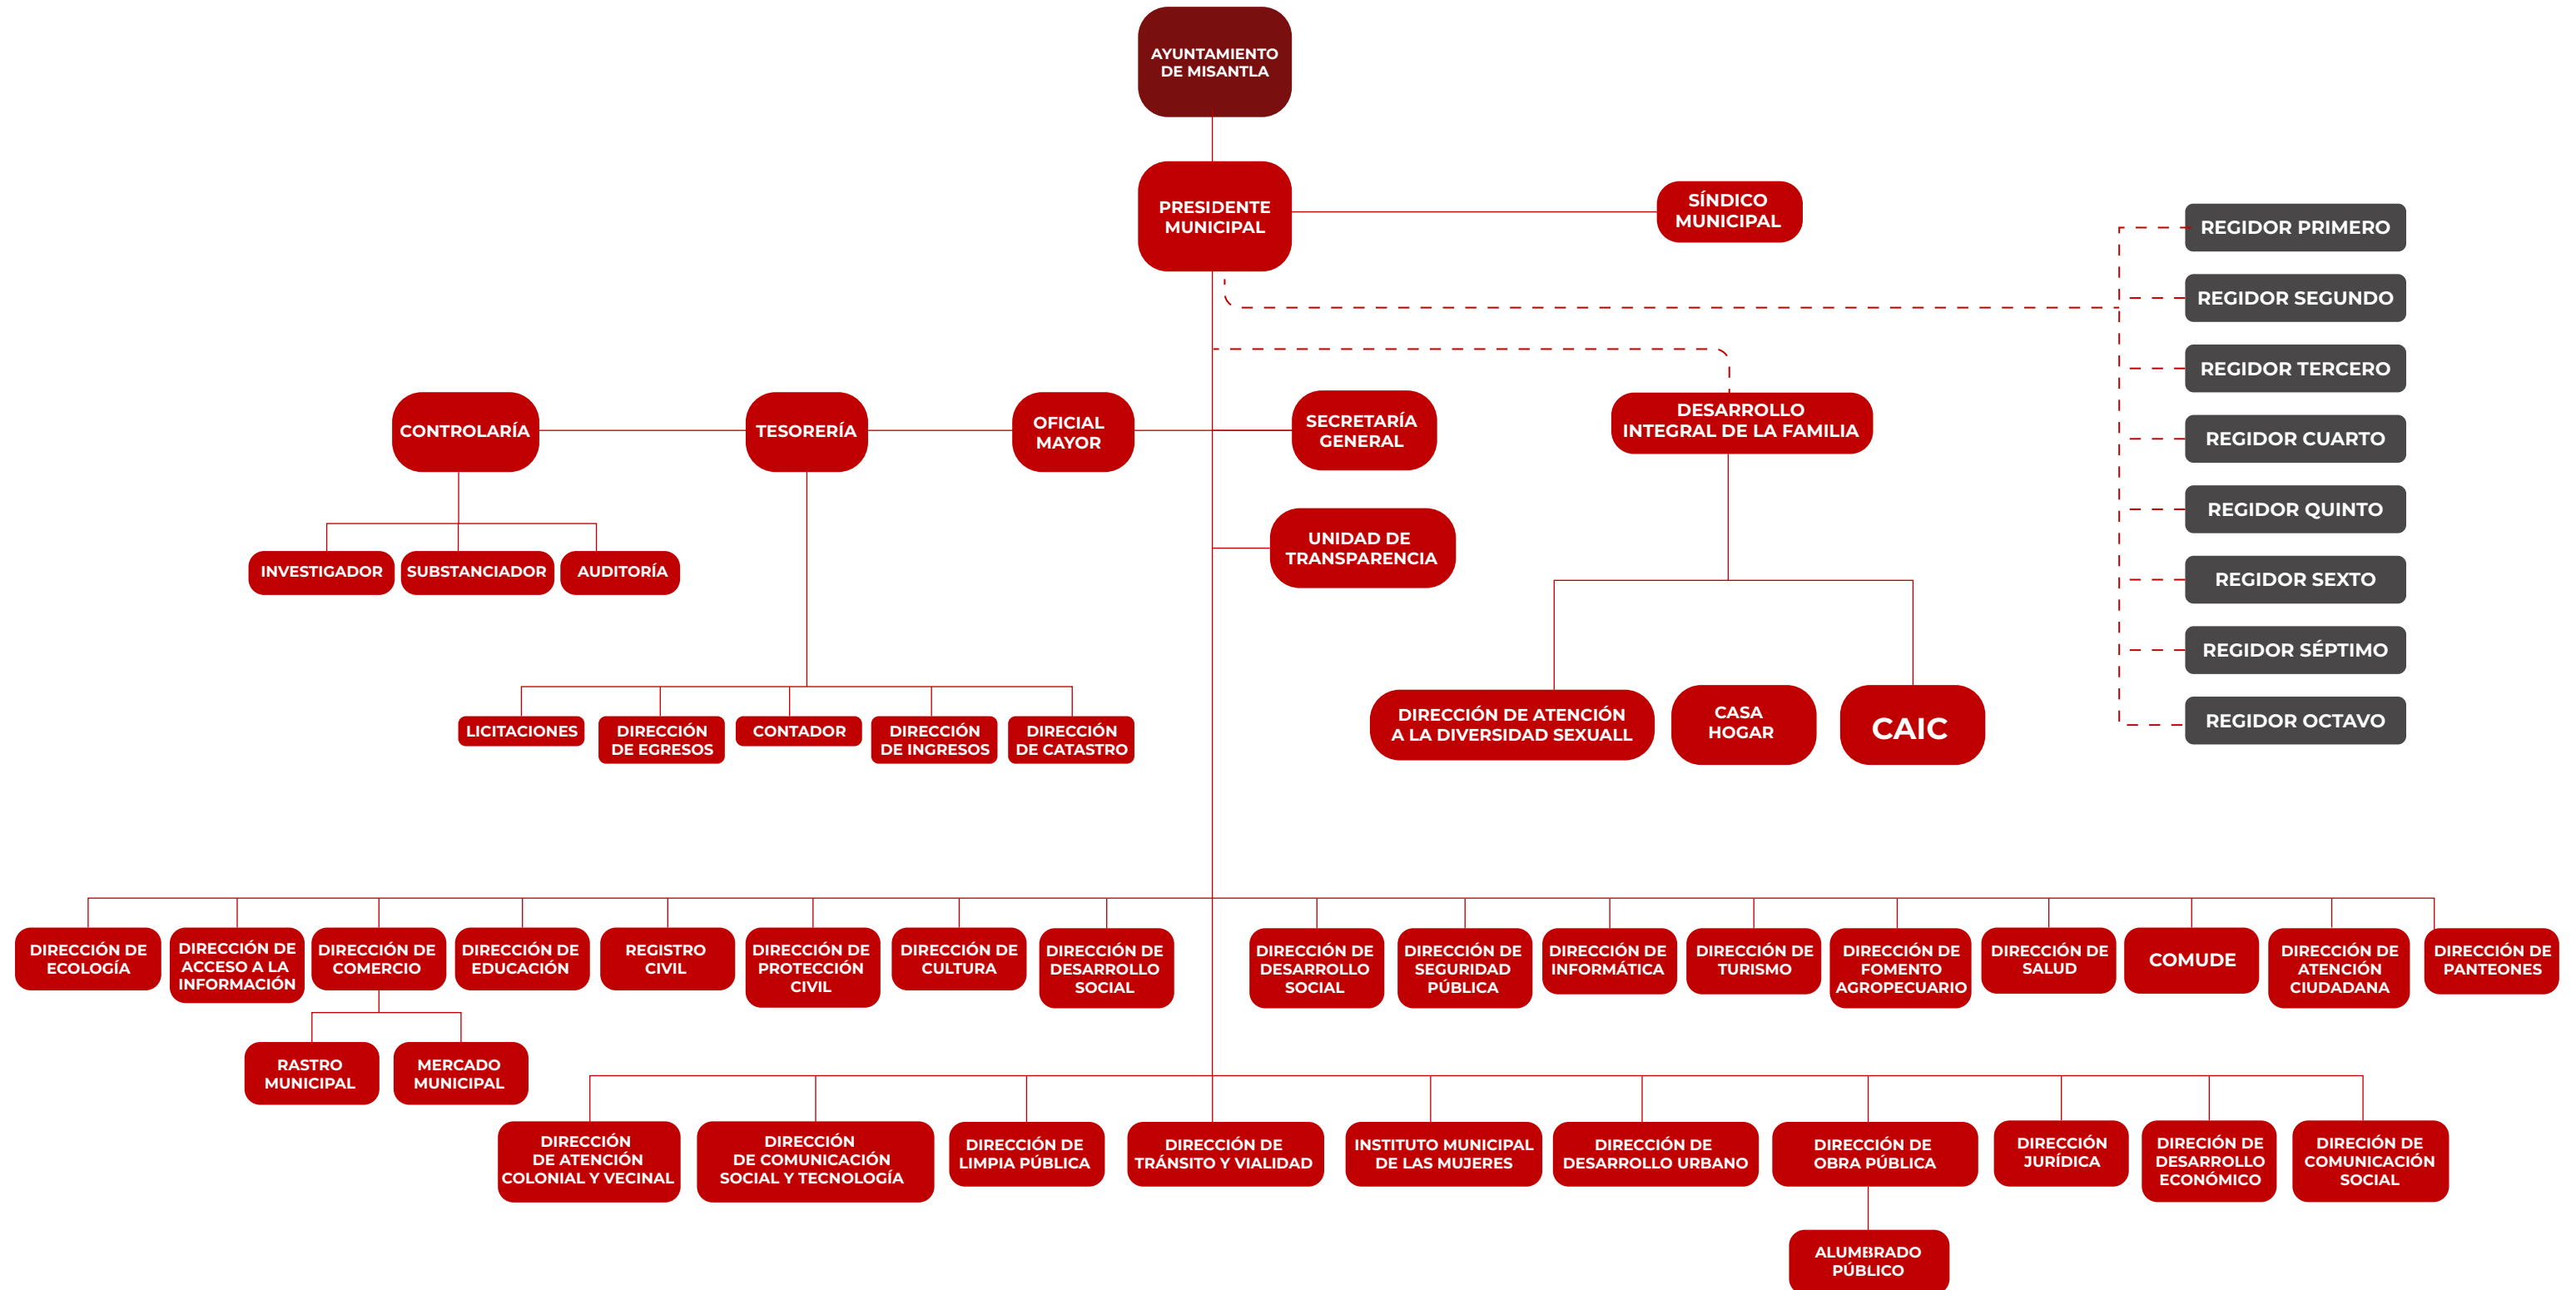 AYUNTAMIENTO
DE MISANTLA
PRESIDENTE
MUNICIPAL
SÍNDICO
MUNICIPAL
REGIDOR PRIMERO
REGIDOR SEGUNDO
REGIDOR TERCERO
REGIDOR CUARTO
REGIDOR QUINTO
REGIDOR SEXTO
REGIDOR SÉPTIMO
REGIDOR OCTAVO
CONTROLARÍA
TESORERÍA
OFICIAL
MAYOR
SECRETARÍA
GENERAL
DESARROLLO
INTEGRAL DE LA FAMILIA
UNIDAD DE
TRANSPARENCIA
INVESTIGADOR
SUBSTANCIADOR
AUDITORÍA
LICITACIONES
DIRECCIÓN
DE EGRESOS
CONTADOR
DIRECCIÓN
DE INGRESOS
DIRECCIÓN
DE CATASTRO
DIRECCIÓN DE ATENCIÓN
A LA DIVERSIDAD SEXUALL
CASA
HOGAR
CAIC
DIRECCIÓN DE
ECOLOGÍA
DIRECCIÓN DE
ACCESO A LA
INFORMACIÓN
DIRECCIÓN DE
COMERCIO
DIRECCIÓN DE
EDUCACIÓN
REGISTRO
CIVIL
DIRECCIÓN DE
PROTECCIÓN
CIVIL
DIRECCIÓN DE
CULTURA
DIRECCIÓN DE
DESARROLLO
SOCIAL
DIRECCIÓN DE
DESARROLLO
SOCIAL
DIRECCIÓN DE
SEGURIDAD
PÚBLICA
DIRECCIÓN DE
INFORMÁTICA
DIRECCIÓN DE
TURISMO
DIRECCIÓN DE
FOMENTO
AGROPECUARIO
DIRECCIÓN DE
SALUD
COMUDE
DIRECCIÓN DE
ATENCIÓN
CIUDADANA
DIRECCIÓN DE
PANTEONES
RASTRO
MUNICIPAL
MERCADO
MUNICIPAL
DIRECCIÓN
DE ATENCIÓN
COLONIAL Y VECINAL
DIRECCIÓN
DE COMUNICACIÓN
SOCIAL Y TECNOLOGÍA
DIRECCIÓN DE
LIMPIA PÚBLICA
DIRECCIÓN DE
TRÁNSITO Y VIALIDAD
INSTITUTO MUNICIPAL
DE LAS MUJERES
DIRECCIÓN DE
DESARROLLO URBANO
DIRECCIÓN DE
OBRA PÚBLICA
DIRECCIÓN
JURÍDICA
DIRECIÓN DE
DESARROLLO
ECONÓMICO
DIRECIÓN DE
COMUNICACIÓN
SOCIAL
ALUMBRADO
PÚBLICO